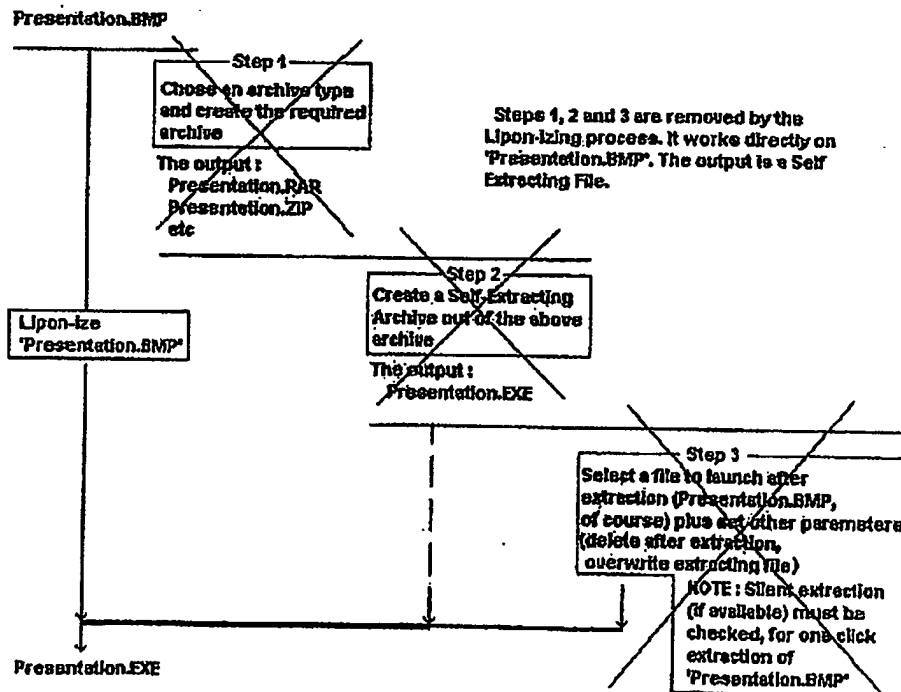 Presentation.BMP
Step 1
Chose an archive type
and create the required
archive
The output :
Presentation.RAR
Presentation.ZIP
etc
Steps 1, 2 and 3 are removed by the
Lipon-izing process. It works directly on
'Presentation.BMP'. The output is a Self
Extracting File.
Step 2
Create a Self-Extracting
Archive out of the above
archive
The output :
Presentation.EXE
Lipon-ize
'Presentation.BMP'
Step 3
Select a file to launch after
extraction (Presentation.BMP,
of course) plus set other parameters
(delete after extraction,
overwrite extracting file)
NOTE : Silent extraction
(if available) must be
checked, for one click
extraction of
'Presentation.BMP'
Presentation.EXE